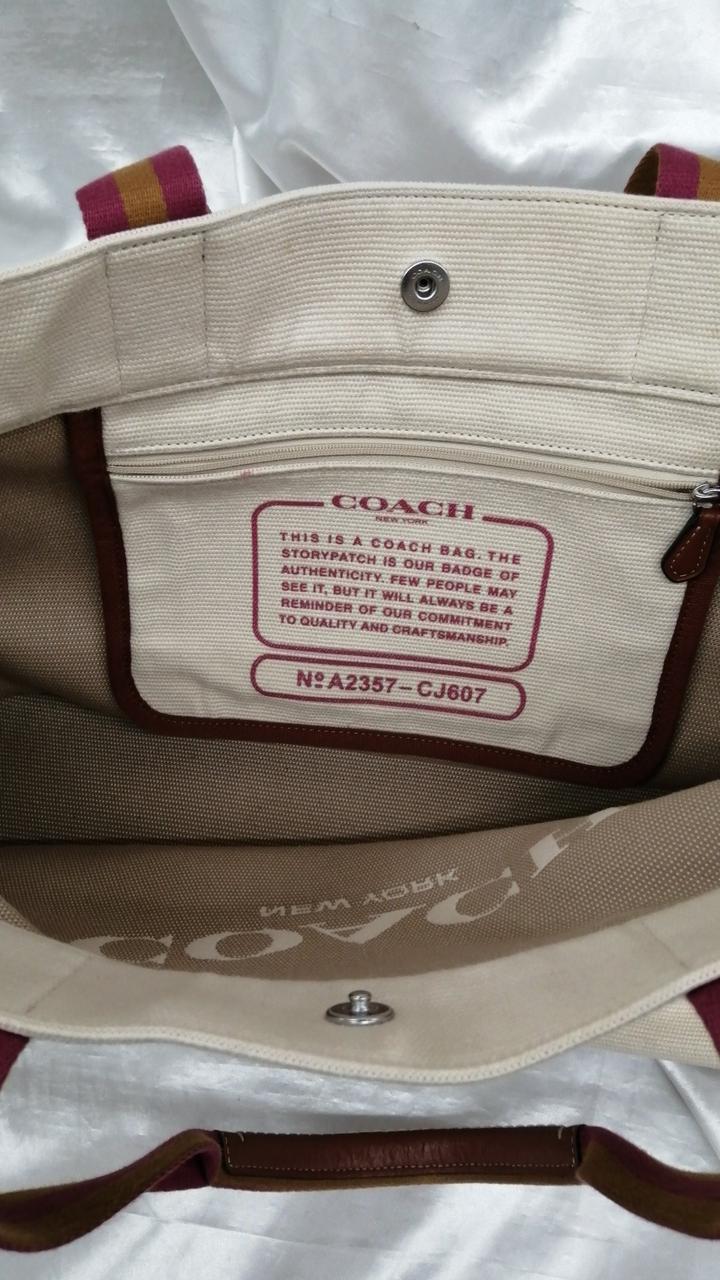 COACH
COACH
NEW YORK
THIS IS A COACH BAG. THE
STORYPATCH IS OUR BADGE OF
AUTHENTICITY. FEW PEOPLE MAY
SEE IT, BUT IT WILL ALWAYS BE A
REMINDER OF OUR COMMITMENT
TO QUALITY AND CRAFTSMANSHIP.
Nº A2357-CJ607
NEW YORK
COACH